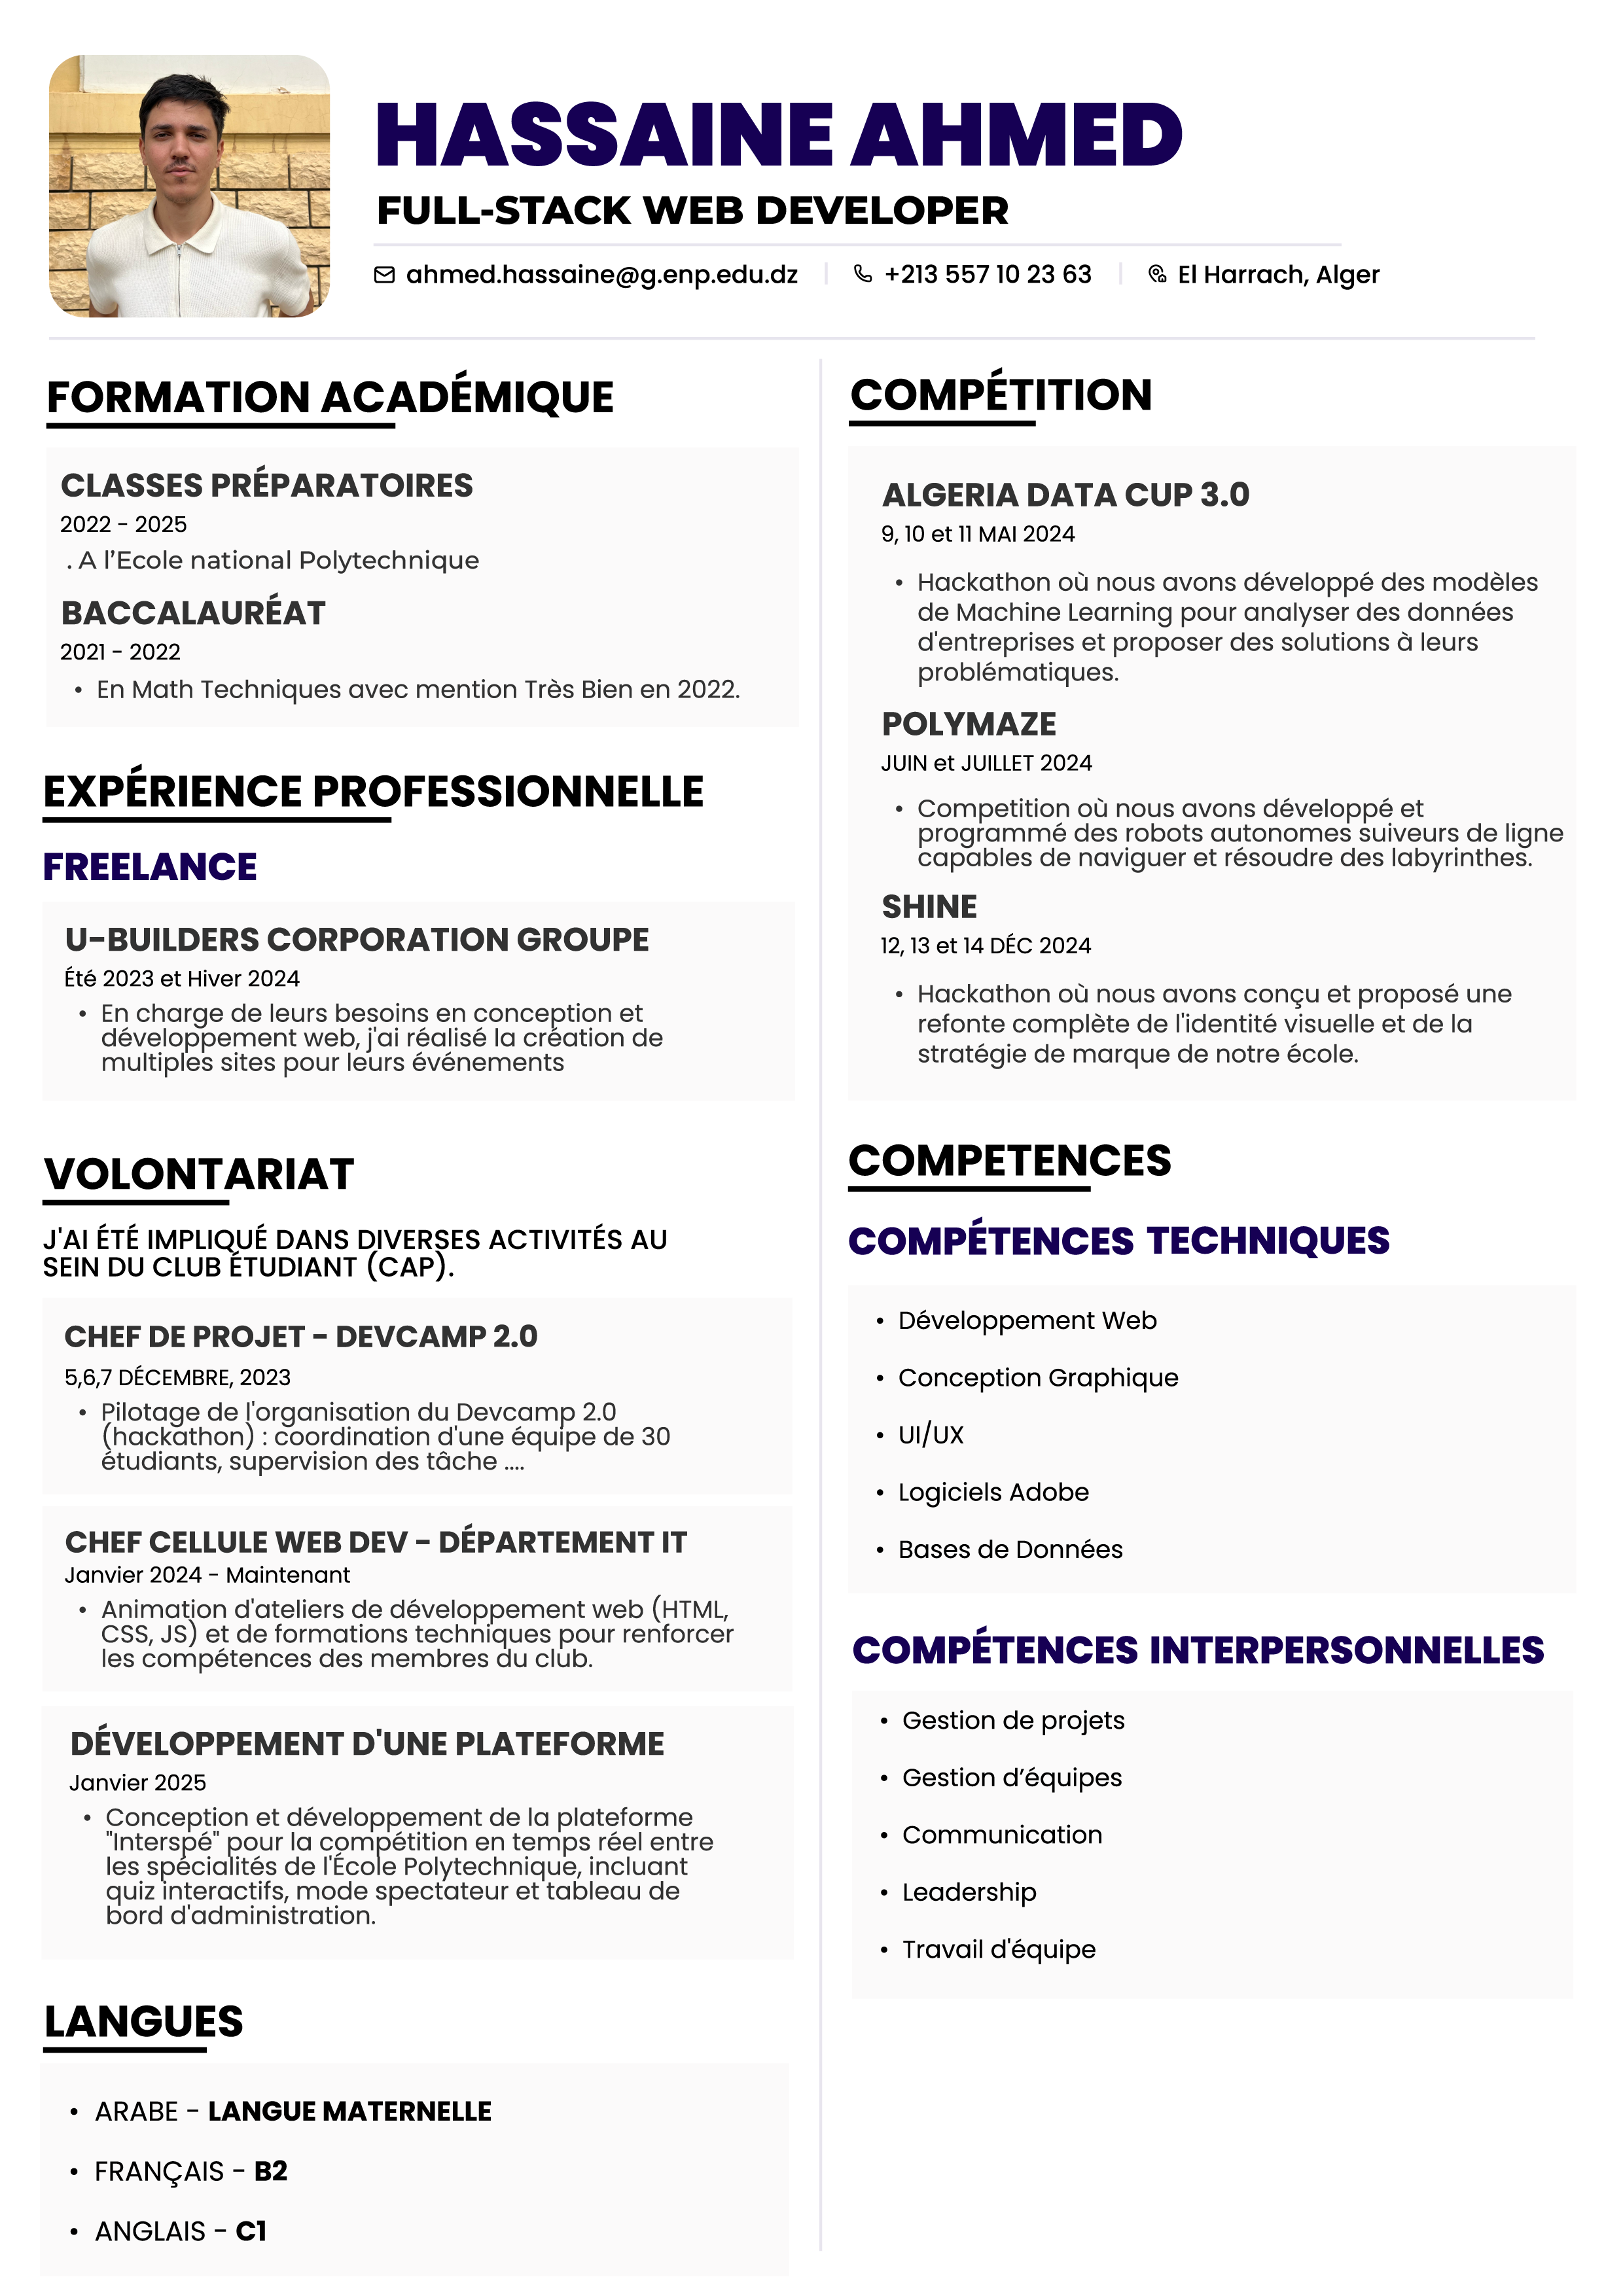 HASSAINE AHMED
FULL-STACK WEB DEVELOPER
ahmed.hassaine@g.enp.edu.dz
+213 557 10 23 63
El Harrach, Alger
FORMATION ACADÉMIQUE
CLASSES PRÉPARATOIRES
2022 - 2025
. A l’Ecole national Polytechnique
BACCALAURÉAT
2021 - 2022
• En Math Techniques avec mention Très Bien en 2022.
EXPÉRIENCE PROFESSIONNELLE
FREELANCE
U-BUILDERS CORPORATION GROUPE
Été 2023 et Hiver 2024
• En charge de leurs besoins en conception et
développement web, j'ai réalisé la création de
multiples sites pour leurs événements
VOLONTARIAT
J'AI ÉTÉ IMPLIQUÉ DANS DIVERSES ACTIVITÉS AU
SEIN DU CLUB ÉTUDIANT (CAP).
CHEF DE PROJET - DEVCAMP 2.0
5,6,7 DÉCEMBRE, 2023
• Pilotage de l'organisation du Devcamp 2.0
(hackathon) : coordination d'une équipe de 30
étudiants, supervision des tâche ....
CHEF CELLULE WEB DEV - DÉPARTEMENT IT
Janvier 2024 - Maintenant
• Animation d'ateliers de développement web (HTML,
CSS, JS) et de formations techniques pour renforcer
les compétences des membres du club.
DÉVELOPPEMENT D'UNE PLATEFORME
Janvier 2025
• Conception et développement de la plateforme
"Interspé" pour la compétition en temps réel entre
les spécialités de l'École Polytechnique, incluant
quiz interactifs, mode spectateur et tableau de
bord d'administration.
LANGUES
• ARABE - LANGUE MATERNELLE
• FRANÇAIS - B2
• ANGLAIS - C1
COMPÉTITION
ALGERIA DATA CUP 3.0
9, 10 et 11 MAI 2024
• Hackathon où nous avons développé des modèles
de Machine Learning pour analyser des données
d'entreprises et proposer des solutions à leurs
problématiques.
POLYMAZE
JUIN et JUILLET 2024
• Competition où nous avons développé et
programmé des robots autonomes suiveurs de ligne
capables de naviguer et résoudre des labyrinthes.
SHINE
12, 13 et 14 DÉC 2024
• Hackathon où nous avons conçu et proposé une
refonte complète de l'identité visuelle et de la
stratégie de marque de notre école.
COMPETENCES
COMPÉTENCES TECHNIQUES
• Développement Web
• Conception Graphique
• UI/UX
• Logiciels Adobe
• Bases de Données
COMPÉTENCES INTERPERSONNELLES
• Gestion de projets
• Gestion d’équipes
• Communication
• Leadership
• Travail d'équipe